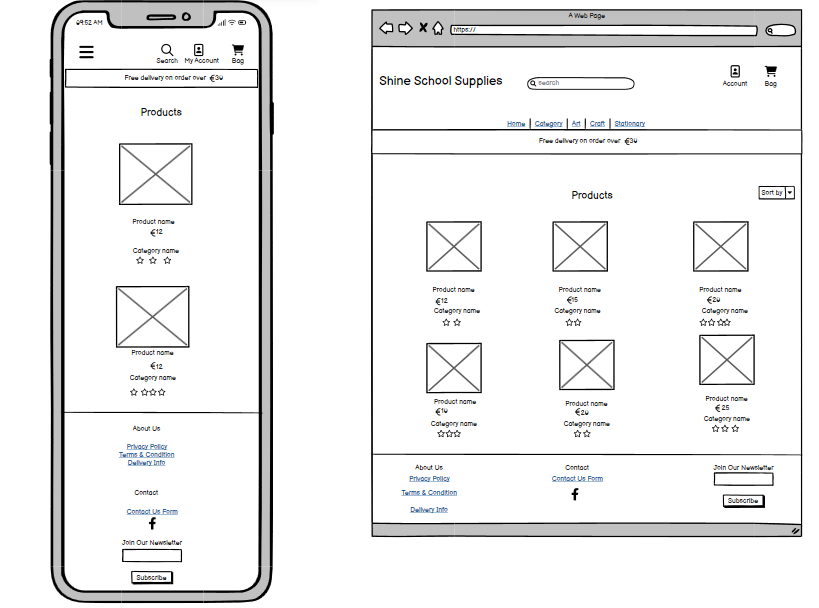 09:52 AM
Search My Account Bag
Free delivery on order over €30
Products
Product name
€12
Category name
Product name
€12
Category name
About Us
Privacy Policy
Terms & Condition
Delivery Info
Contact
Contact Us Form
Join Our Newsletter
Subscribe
A Web Page
https://
Shine School Supplies
search
Account Bag
Home Category Art Craft Stationary
Free delivery on order over €30
Products
Sort by
Product name Product name Product name
€12 €15 €20
Category name Category name Category name
Product name Product name Product name
€10 €20 €25
Category name Category name Category name
About Us Contact Join Our Newsletter
Privacy Policy Contact Us Form
Terms & Condition Subscribe
Delivery Info